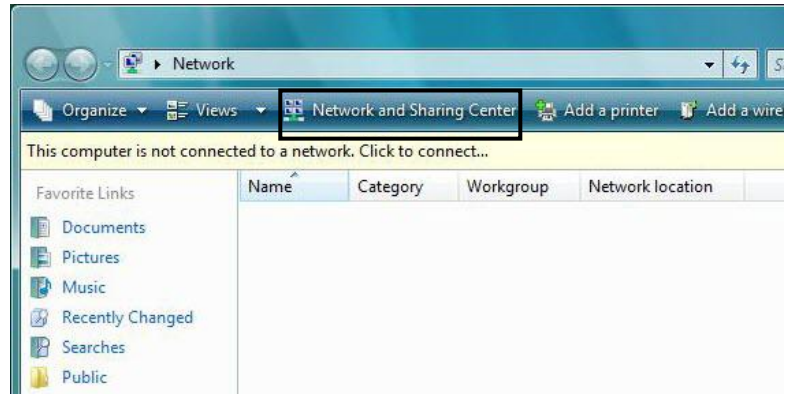 Network
Organize Views Network and Sharing Center Add a printer Add a wire
This computer is not connected to a network. Click to connect...
Favorite Links Name Category Workgroup Network location
Documents
Pictures
Music
Recently Changed
Searches
Public